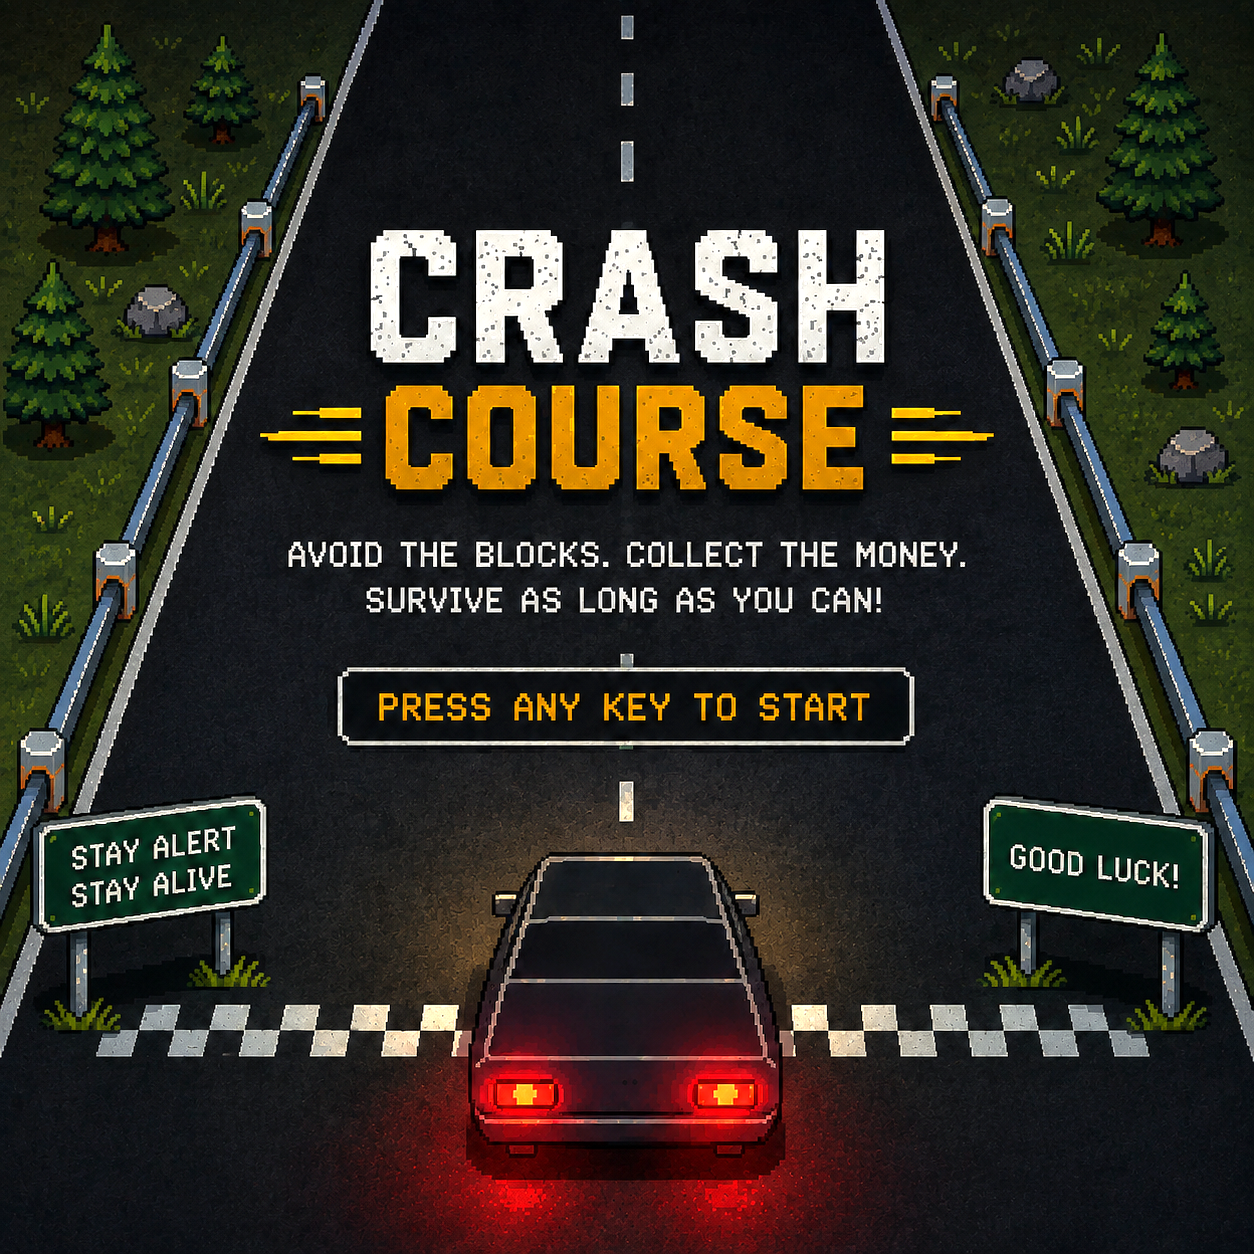 CRASH
COURSE
AVOID THE BLOCKS. COLLECT THE MONEY.
SURVIVE AS LONG AS YOU CAN!
PRESS ANY KEY TO START
STAY ALERT
STAY ALIVE
GOOD LUCK!